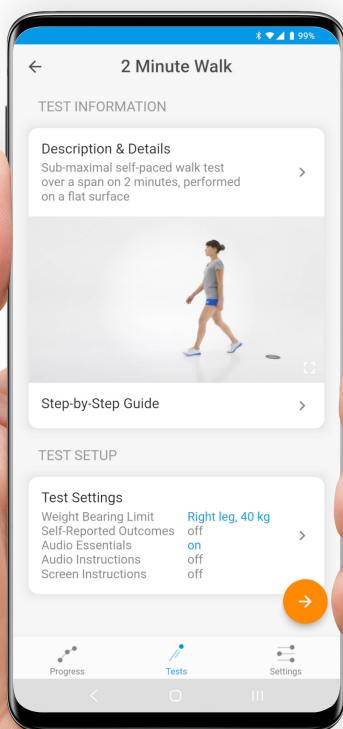 99%
2 Minute Walk
TEST INFORMATION
Description & Details
Sub-maximal self-paced walk test
over a span on 2 minutes, performed
on a flat surface
Step-by-Step Guide
TEST SETUP
Test Settings
Weight Bearing Limit Right leg, 40 kg
Self-Reported Outcomes off
Audio Essentials on
Audio Instructions off
Screen Instructions off
Progress Tests Settings